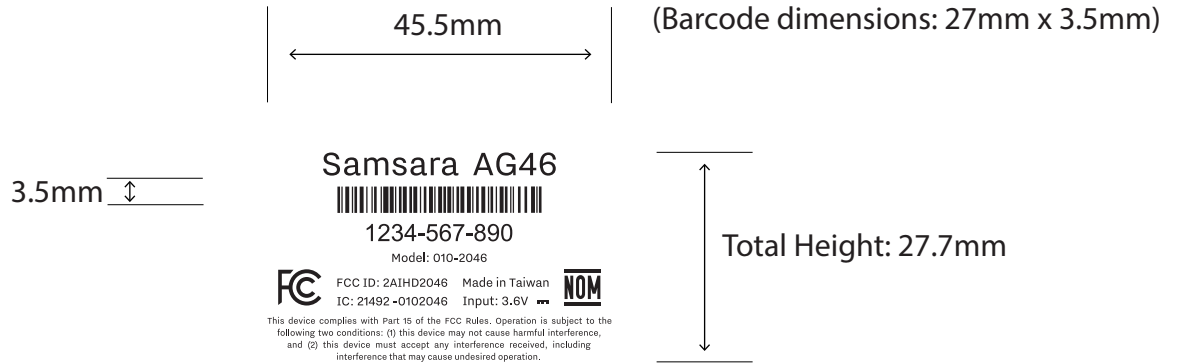 45.5mm
(Barcode dimensions: 27mm x 3.5mm)
3.5mm
Samsara AG46
1234-567-890
Model: 010-2046
FC FCC ID: 2AIHD2046 Made in Taiwan NOM
IC: 21492 -0102046 Input: 3.6V
This device complies with Part 15 of the FCC Rules. Operation is subject to the
following two conditions: (1) this device may not cause harmful interference,
and (2) this device must accept any interference received, including
interference that may cause undesired operation.
Total Height: 27.7mm